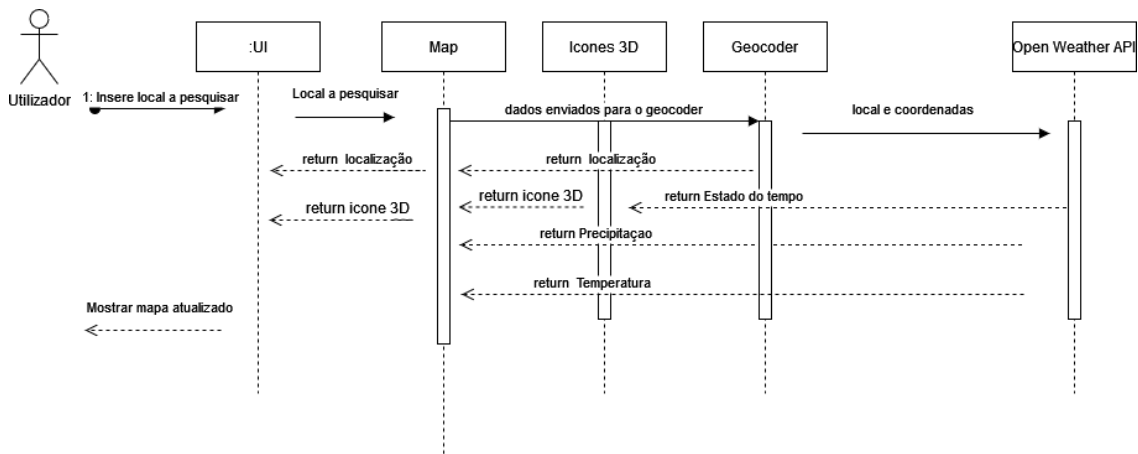 :UI
Map
Icones 3D
Geocoder
Open Weather API
Utilizador
1: Insere local a pesquisar
Local a pesquisar
dados enviados para o geocoder
local e coordenadas
return localização
return localização
return icone 3D
return Estado do tempo
return icone 3D
return Precipitaçao
return Temperatura
Mostrar mapa atualizado